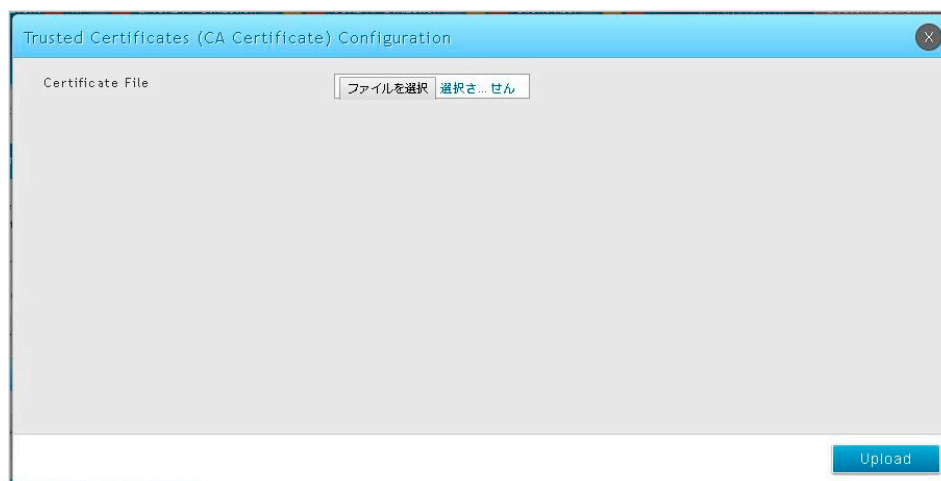 Trusted Certificates (CA Certificate) Configuration
X
Certificate File
ファイルを選択 選択さ...せん
Upload